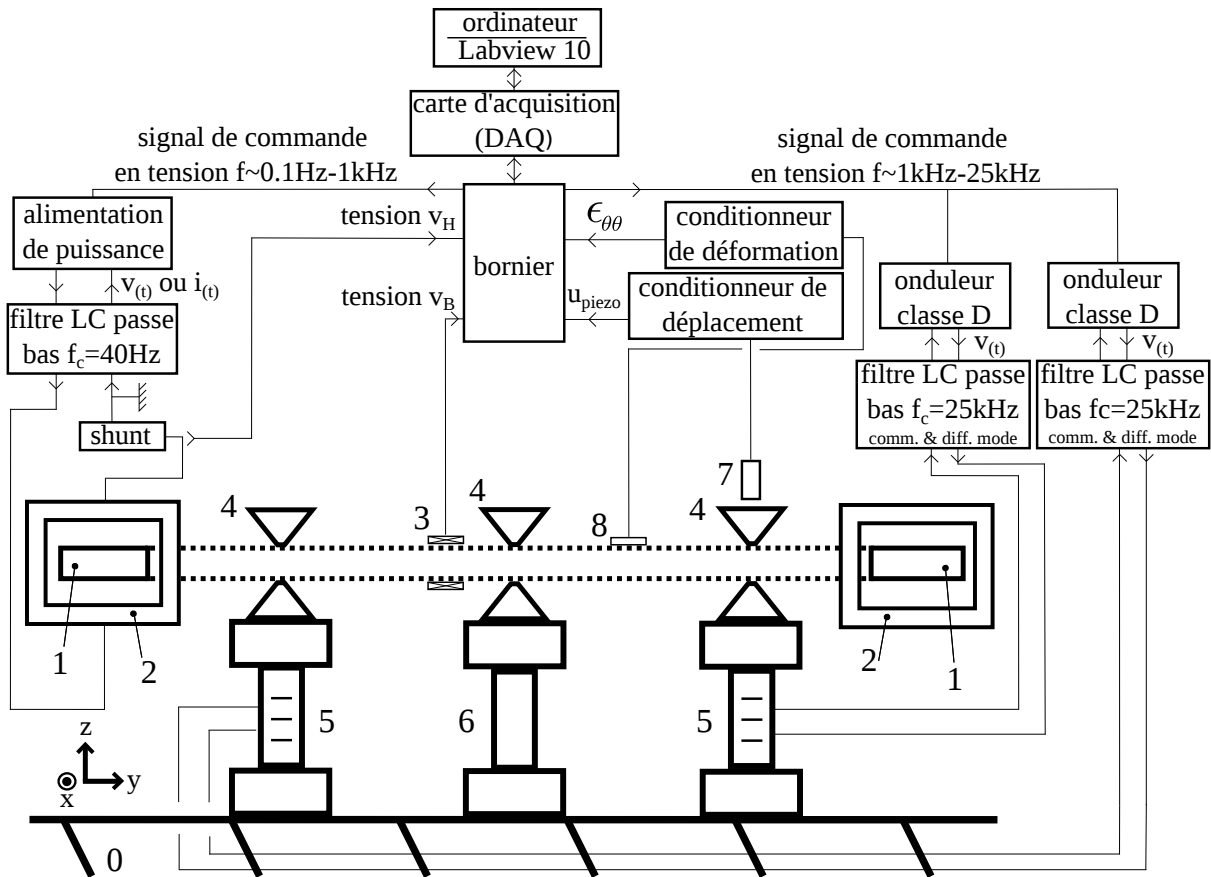 ordinateur
Labview 10
carte d'acquisition
(DAQ)
signal de commande
en tension f~0.1Hz-1kHz
signal de commande
en tension f~1kHz-25kHz
alimentation
de puissance
tension v_H
bornier
ϵ_θθ
conditionneur
de déformation
v_(t) ou i_(t)
tension v_B
u_piezo
conditionneur de
déplacement
onduleur
classe D
onduleur
classe D
filtre LC passe
bas f_c=40Hz
v_(t)
v_(t)
filtre LC passe
bas f_c=25kHz
comm. & diff. mode
filtre LC passe
bas fc=25kHz
comm. & diff. mode
shunt
4
3
4
8
7
4
1
2
2
1
5
6
5
z
y
x
0